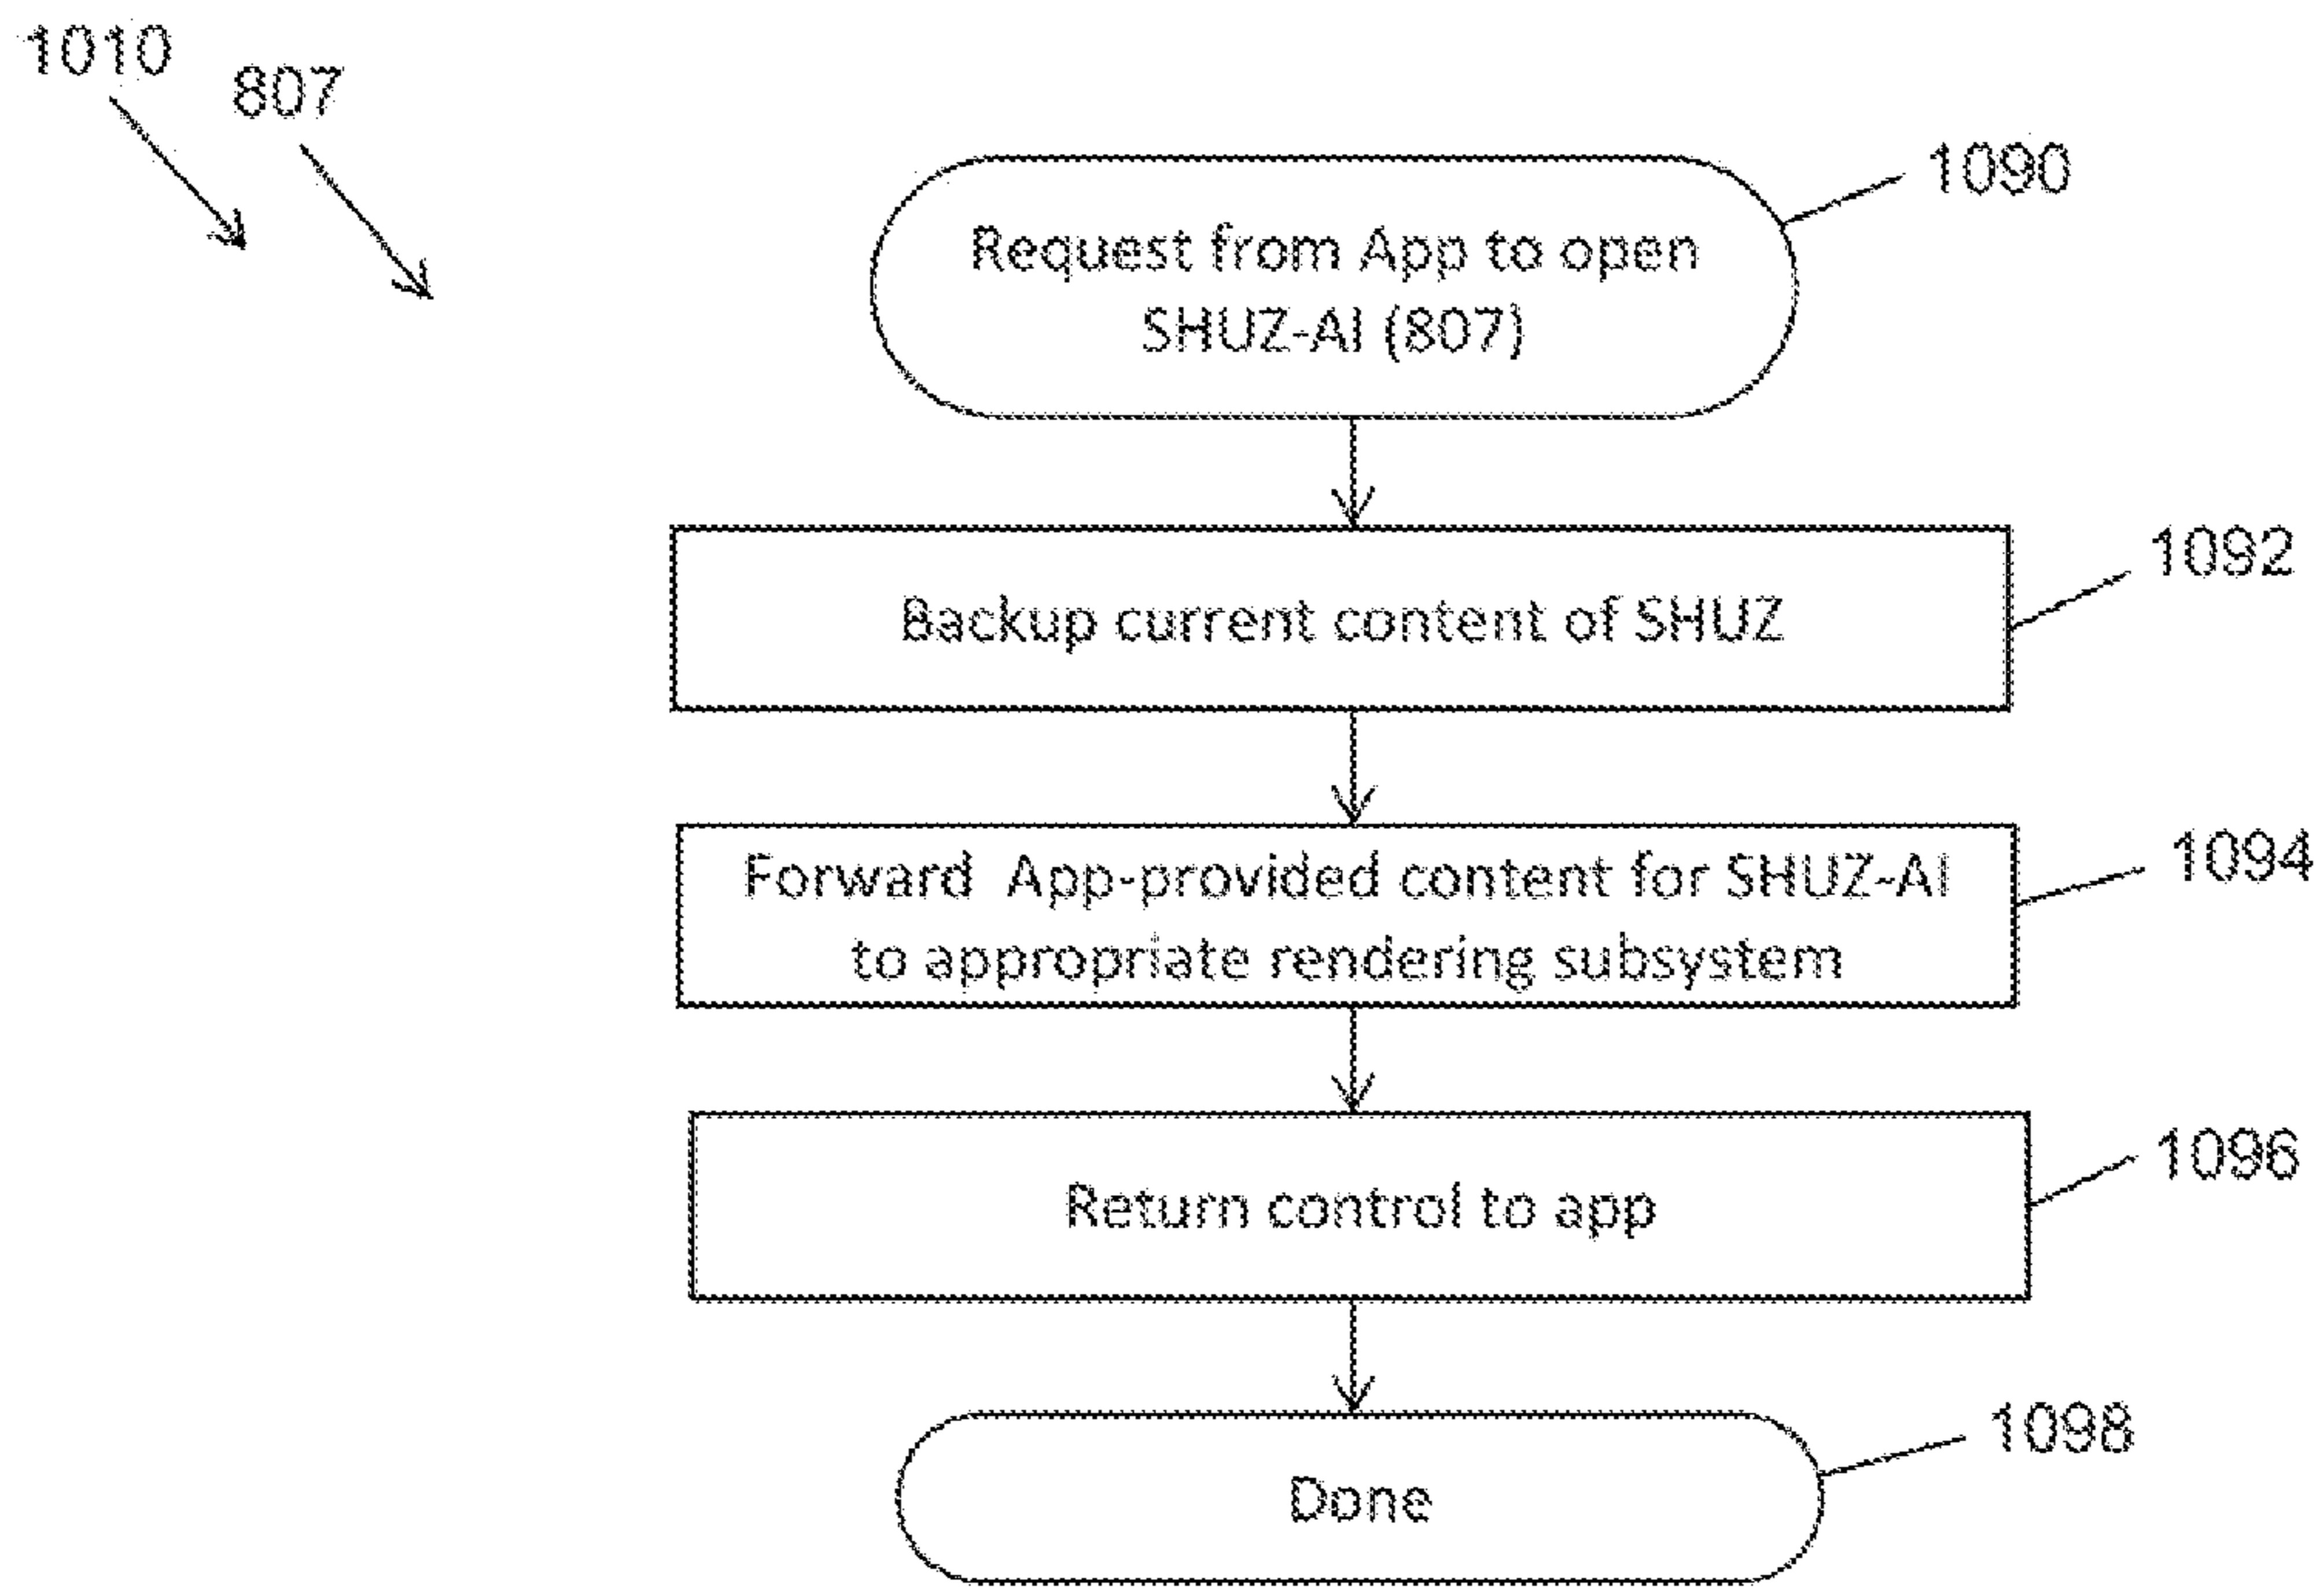 1010
807
1090
Request from App to open
SHUZ-AI (807)
1092
Backup current content of SHUZ
1094
Forward App-provided content for SHUZ-AI
to appropriate rendering subsystem
1096
Return control to app
1098
Done